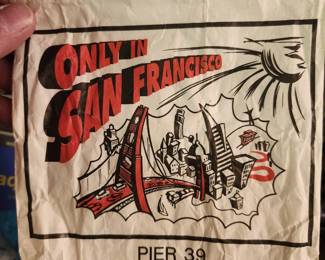 ONLY IN
SAN FRANCISCO
PIER 39